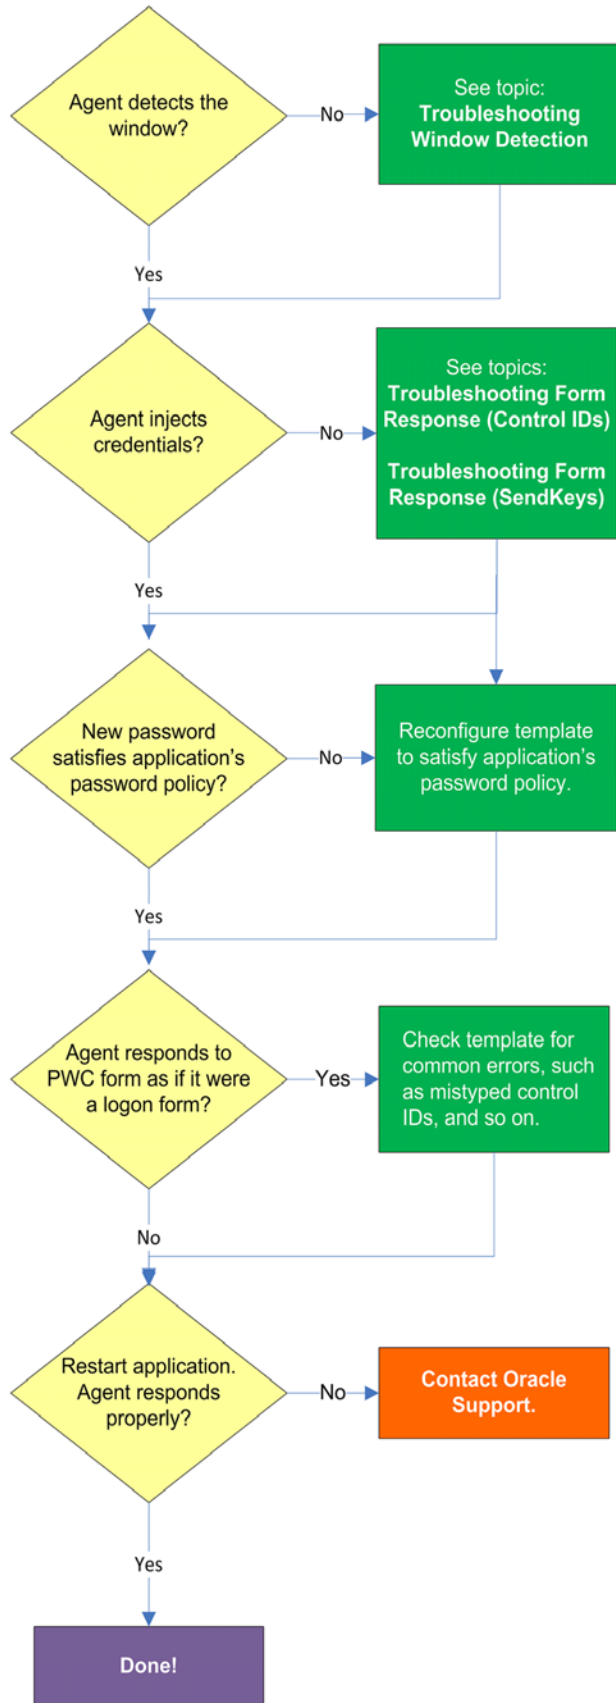 Agent detects the
window?
No
See topic:
Troubleshooting
Window Detection
Yes
Agent injects
credentials?
No
See topics:
Troubleshooting Form
Response (Control IDs)
Troubleshooting Form
Response (SendKeys)
Yes
New password
satisfies application's
password policy?
No
Reconfigure template
to satisfy application's
password policy.
Yes
Agent responds to
PWC form as if it were
a logon form?
Yes
Check template for
common errors, such
as mistyped control
IDs, and so on.
No
Restart application.
Agent responds
properly?
No
Contact Oracle
Support.
Yes
Done!